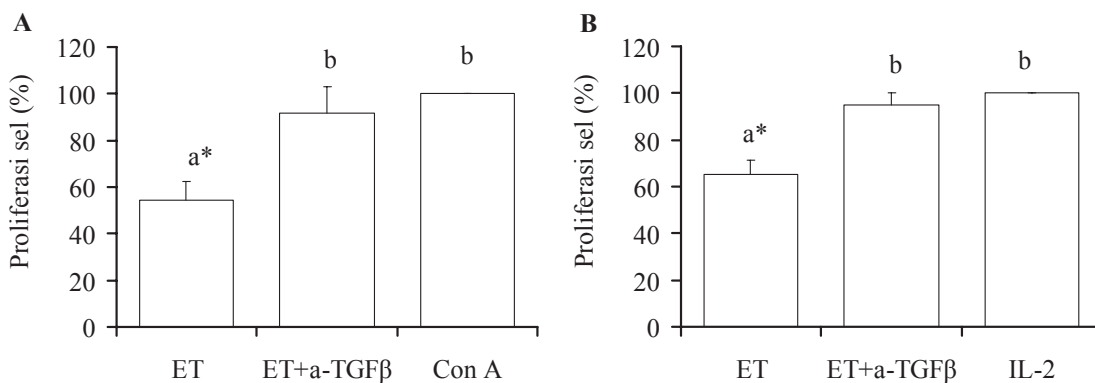 A
Proliferasi sel (%)
120
100
80
60
40
20
0
a*
b
b
ET
ET+a-TGFβ
Con A
B
Proliferasi sel (%)
120
100
80
60
40
20
0
a*
b
b
ET
ET+a-TGFβ
IL-2